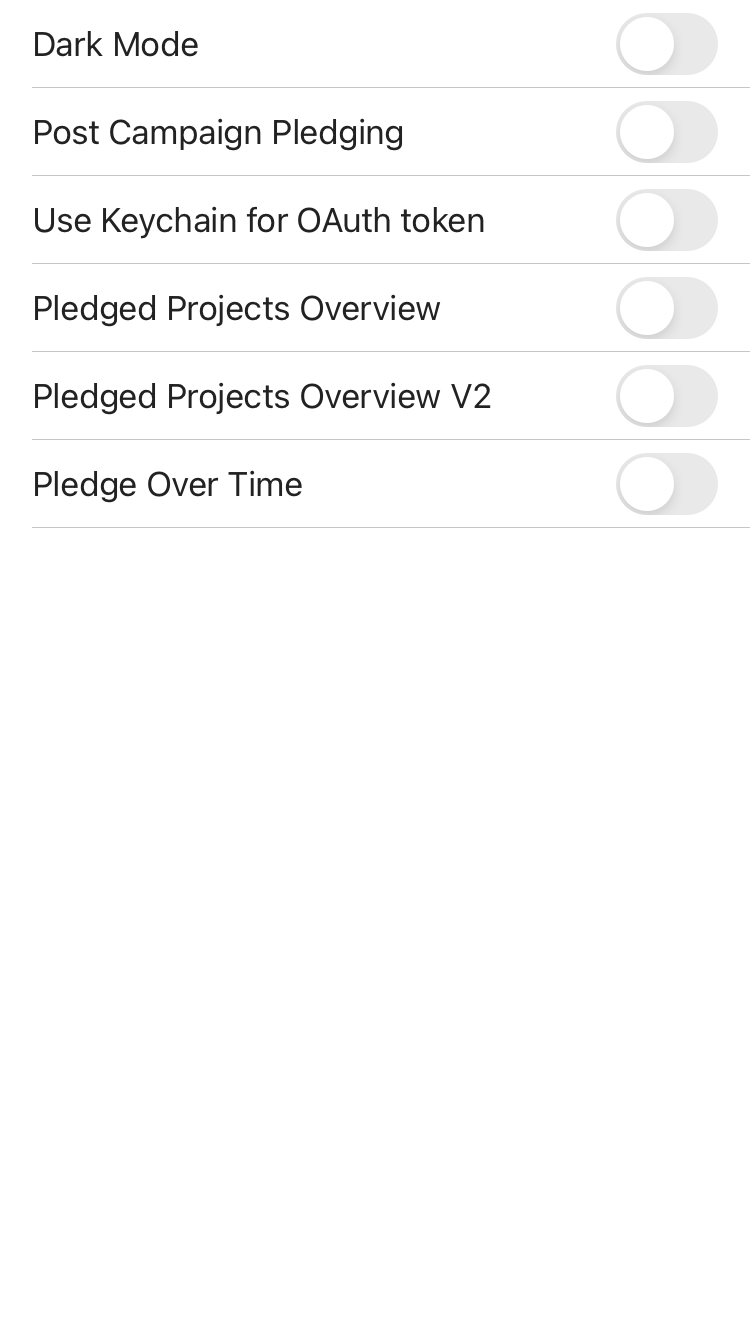 Dark Mode
Post Campaign Pledging
Use Keychain for OAuth token
Pledged Projects Overview
Pledged Projects Overview V2
Pledge Over Time